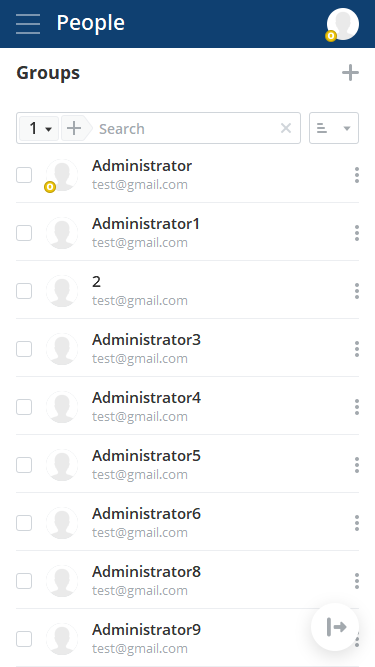 People
Groups
1
Search
Administrator
test@gmail.com
Administrator1
test@gmail.com
2
test@gmail.com
Administrator3
test@gmail.com
Administrator4
test@gmail.com
Administrator5
test@gmail.com
Administrator6
test@gmail.com
Administrator8
test@gmail.com
Administrator9
test@gmail.com